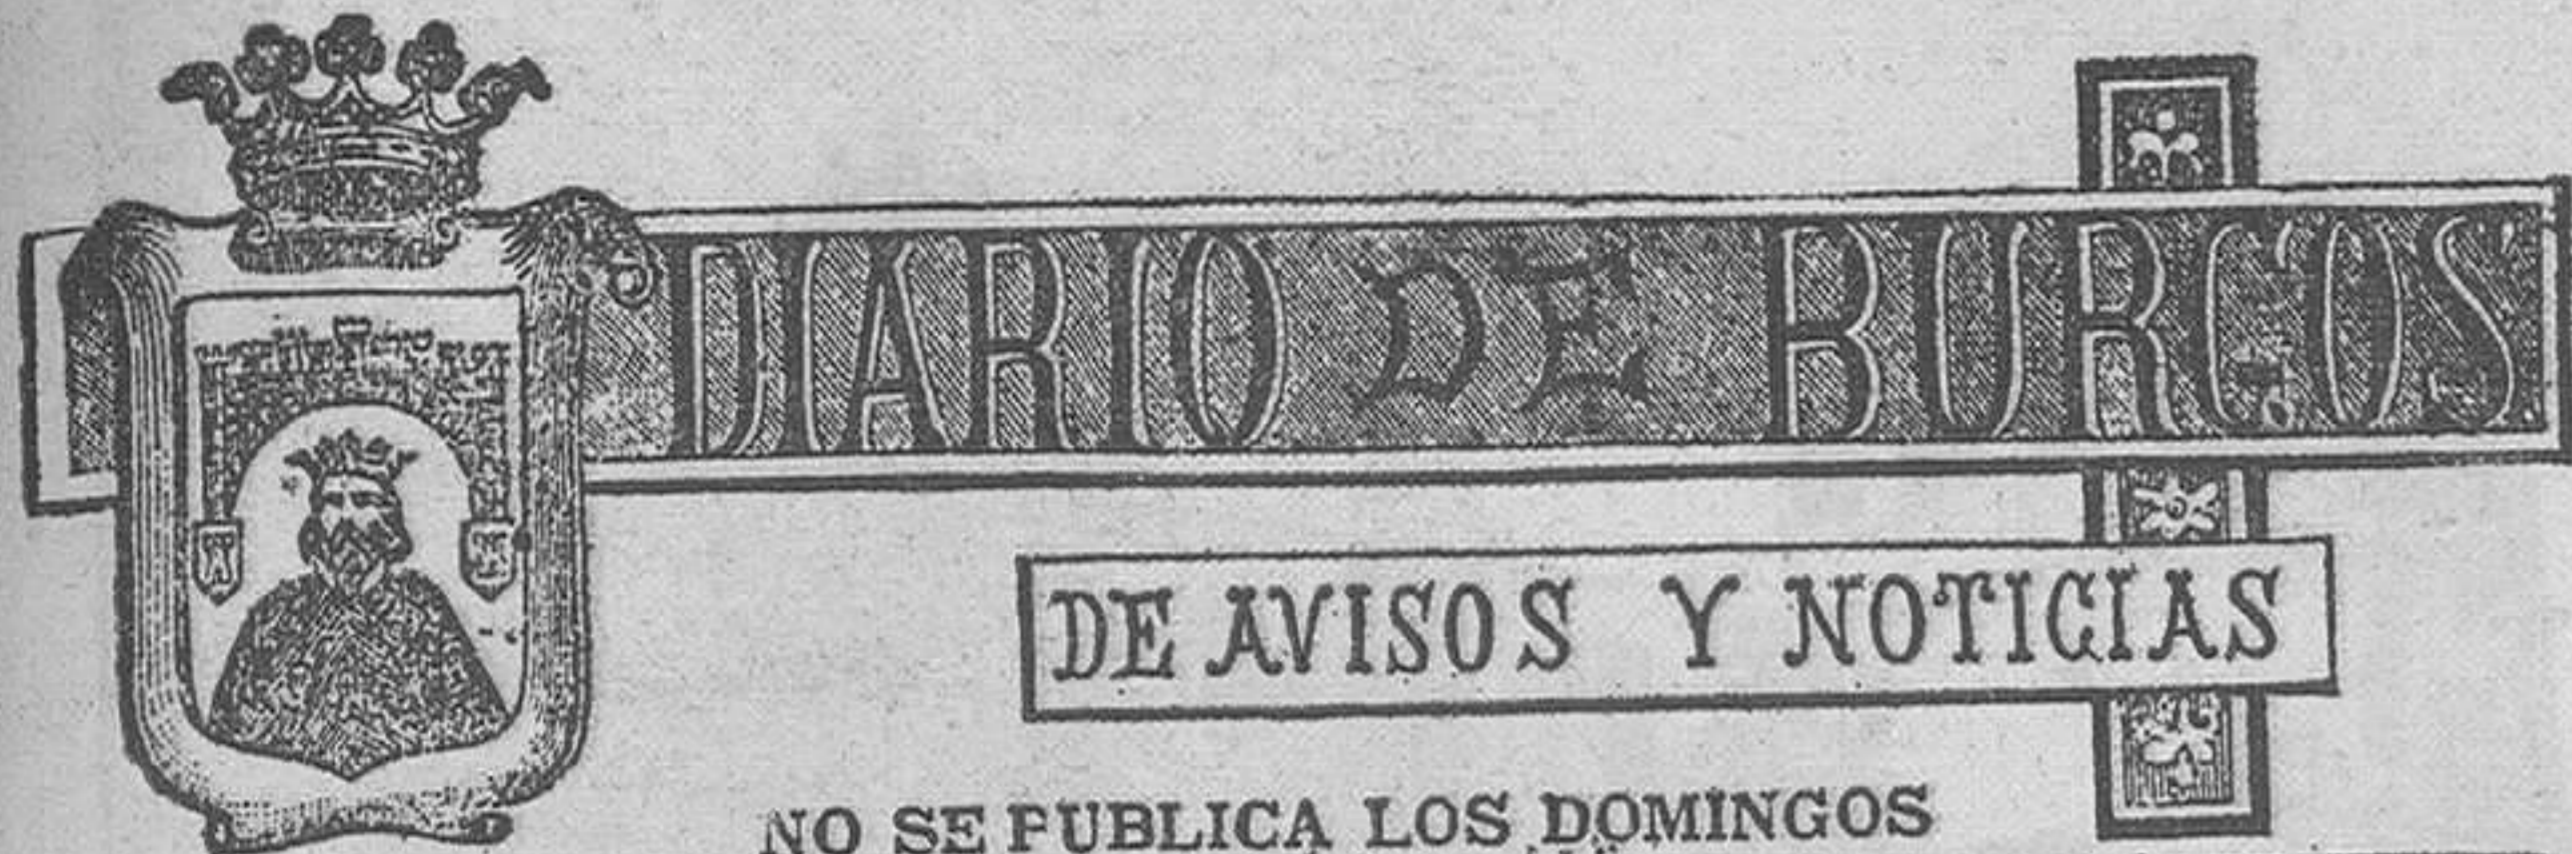 DIARIO DE BURGOS
DE AVISOS Y NOTICIAS
NO SE PUBLICA LOS DOMINGOS